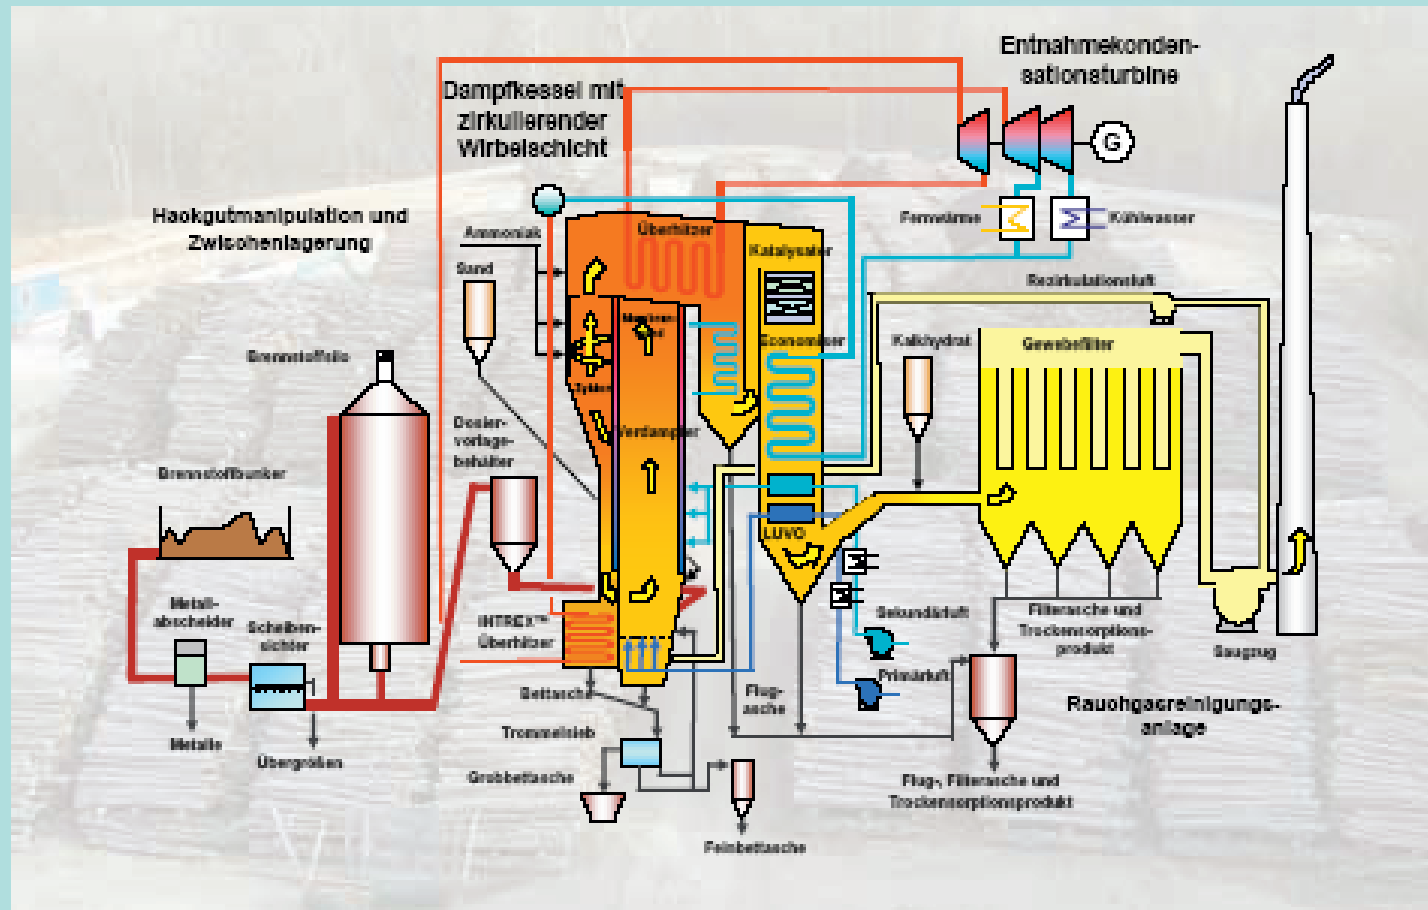 Entnahmekonden-
sationsturbine
Dampfkessel mit
zirkulierender
Wirbelschicht
G
Hackgutmanipulation und
Zwischenlagerung
Fernwärme
Kühlwasser
Ammoniak
Überhitzer
Katalysator
Sand
Rezirkulationsluft
Brennstoffsilo
Economiser
Kalkhydrat
Gewebefilter
Zyklon
Dosier-
vorlage-
behälter
Verdampfer
Brennstoffbunker
LUVO
Metall-
abscheider
Scheiben-
sichter
INTREX™
Überhitzer
Sekundärluft
Filterasche und
Trockensorptions-
produkt
Saugzug
Primärluft
Bettasche
Flug-
asche
Rauchgasreinigungs-
anlage
Trommelsieb
Metalle
Übergrößen
Grobbettasche
Flug-, Filterasche und
Trockensorptionsprodukt
Feinbettasche